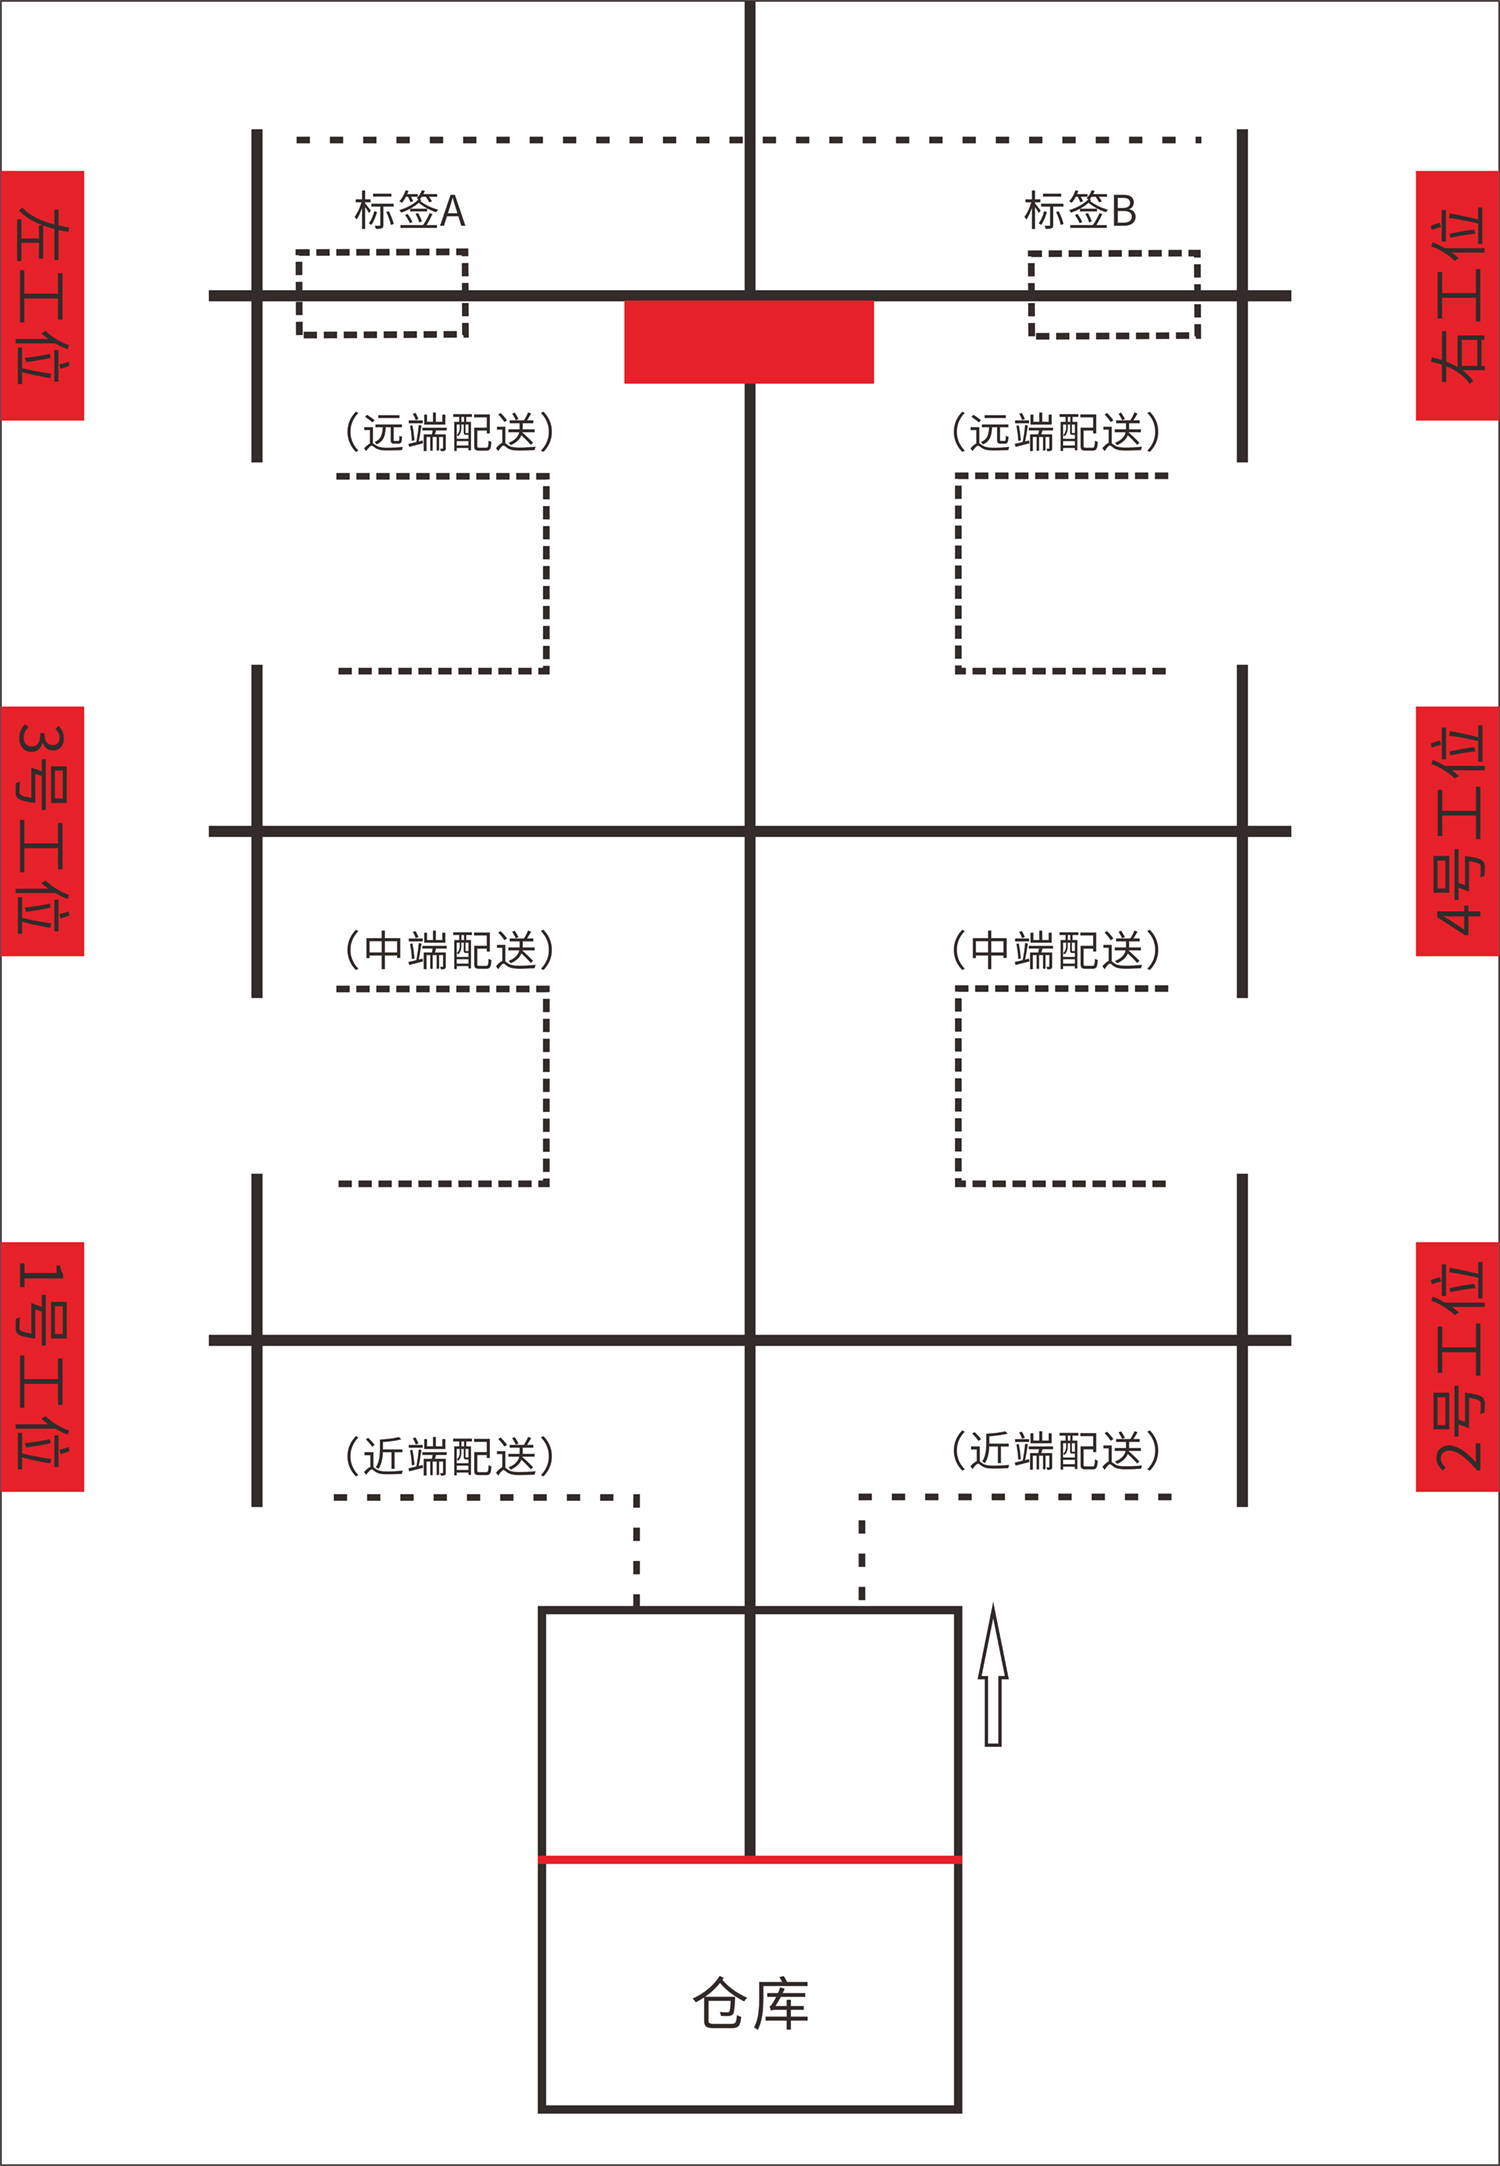 标签A
标签B
左工位
右工位
(远端配送)
(远端配送)
3号工位
4号工位
(中端配送)
(中端配送)
1号工位
2号工位
(近端配送)
(近端配送)
仓库